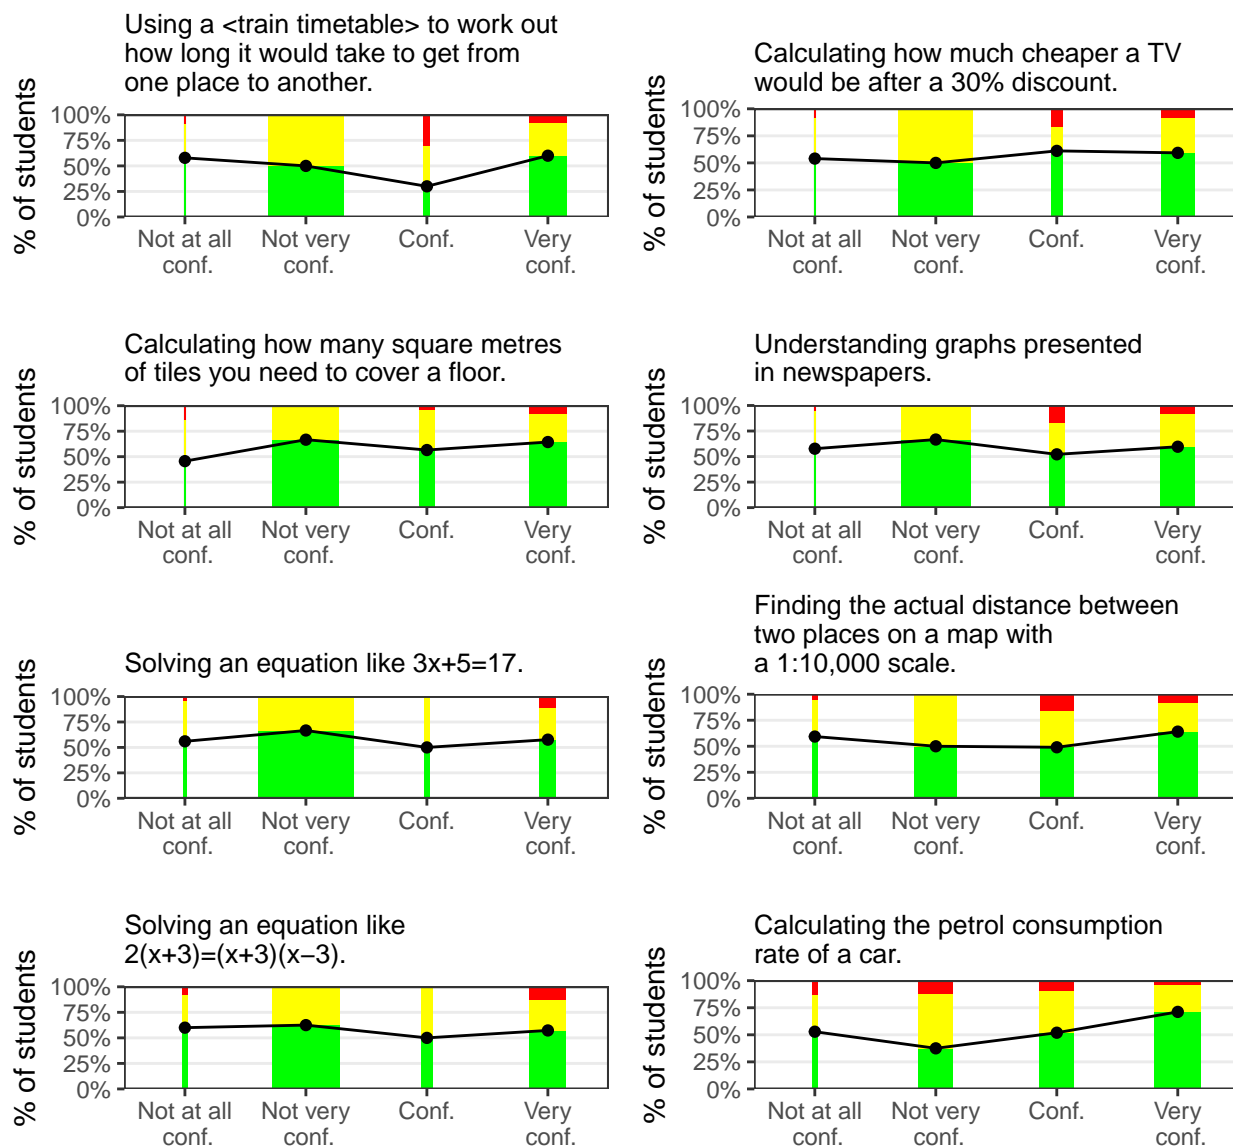 Using a <train timetable> to work out
how long it would take to get from
one place to another.
% of students
100%
75%
50%
25%
0%
Not at all
conf.
Not very
conf.
Conf.
Very
conf.
Calculating how much cheaper a TV
would be after a 30% discount.
% of students
100%
75%
50%
25%
0%
Not at all
conf.
Not very
conf.
Conf.
Very
conf.
Calculating how many square metres
of tiles you need to cover a floor.
% of students
100%
75%
50%
25%
0%
Not at all
conf.
Not very
conf.
Conf.
Very
conf.
Understanding graphs presented
in newspapers.
% of students
100%
75%
50%
25%
0%
Not at all
conf.
Not very
conf.
Conf.
Very
conf.
Solving an equation like 3x+5=17.
% of students
100%
75%
50%
25%
0%
Not at all
conf.
Not very
conf.
Conf.
Very
conf.
Finding the actual distance between
two places on a map with
a 1:10,000 scale.
% of students
100%
75%
50%
25%
0%
Not at all
conf.
Not very
conf.
Conf.
Very
conf.
Solving an equation like
2(x+3)=(x+3)(x−3).
% of students
100%
75%
50%
25%
0%
Not at all
conf.
Not very
conf.
Conf.
Very
conf.
Calculating the petrol consumption
rate of a car.
% of students
100%
75%
50%
25%
0%
Not at all
conf.
Not very
conf.
Conf.
Very
conf.